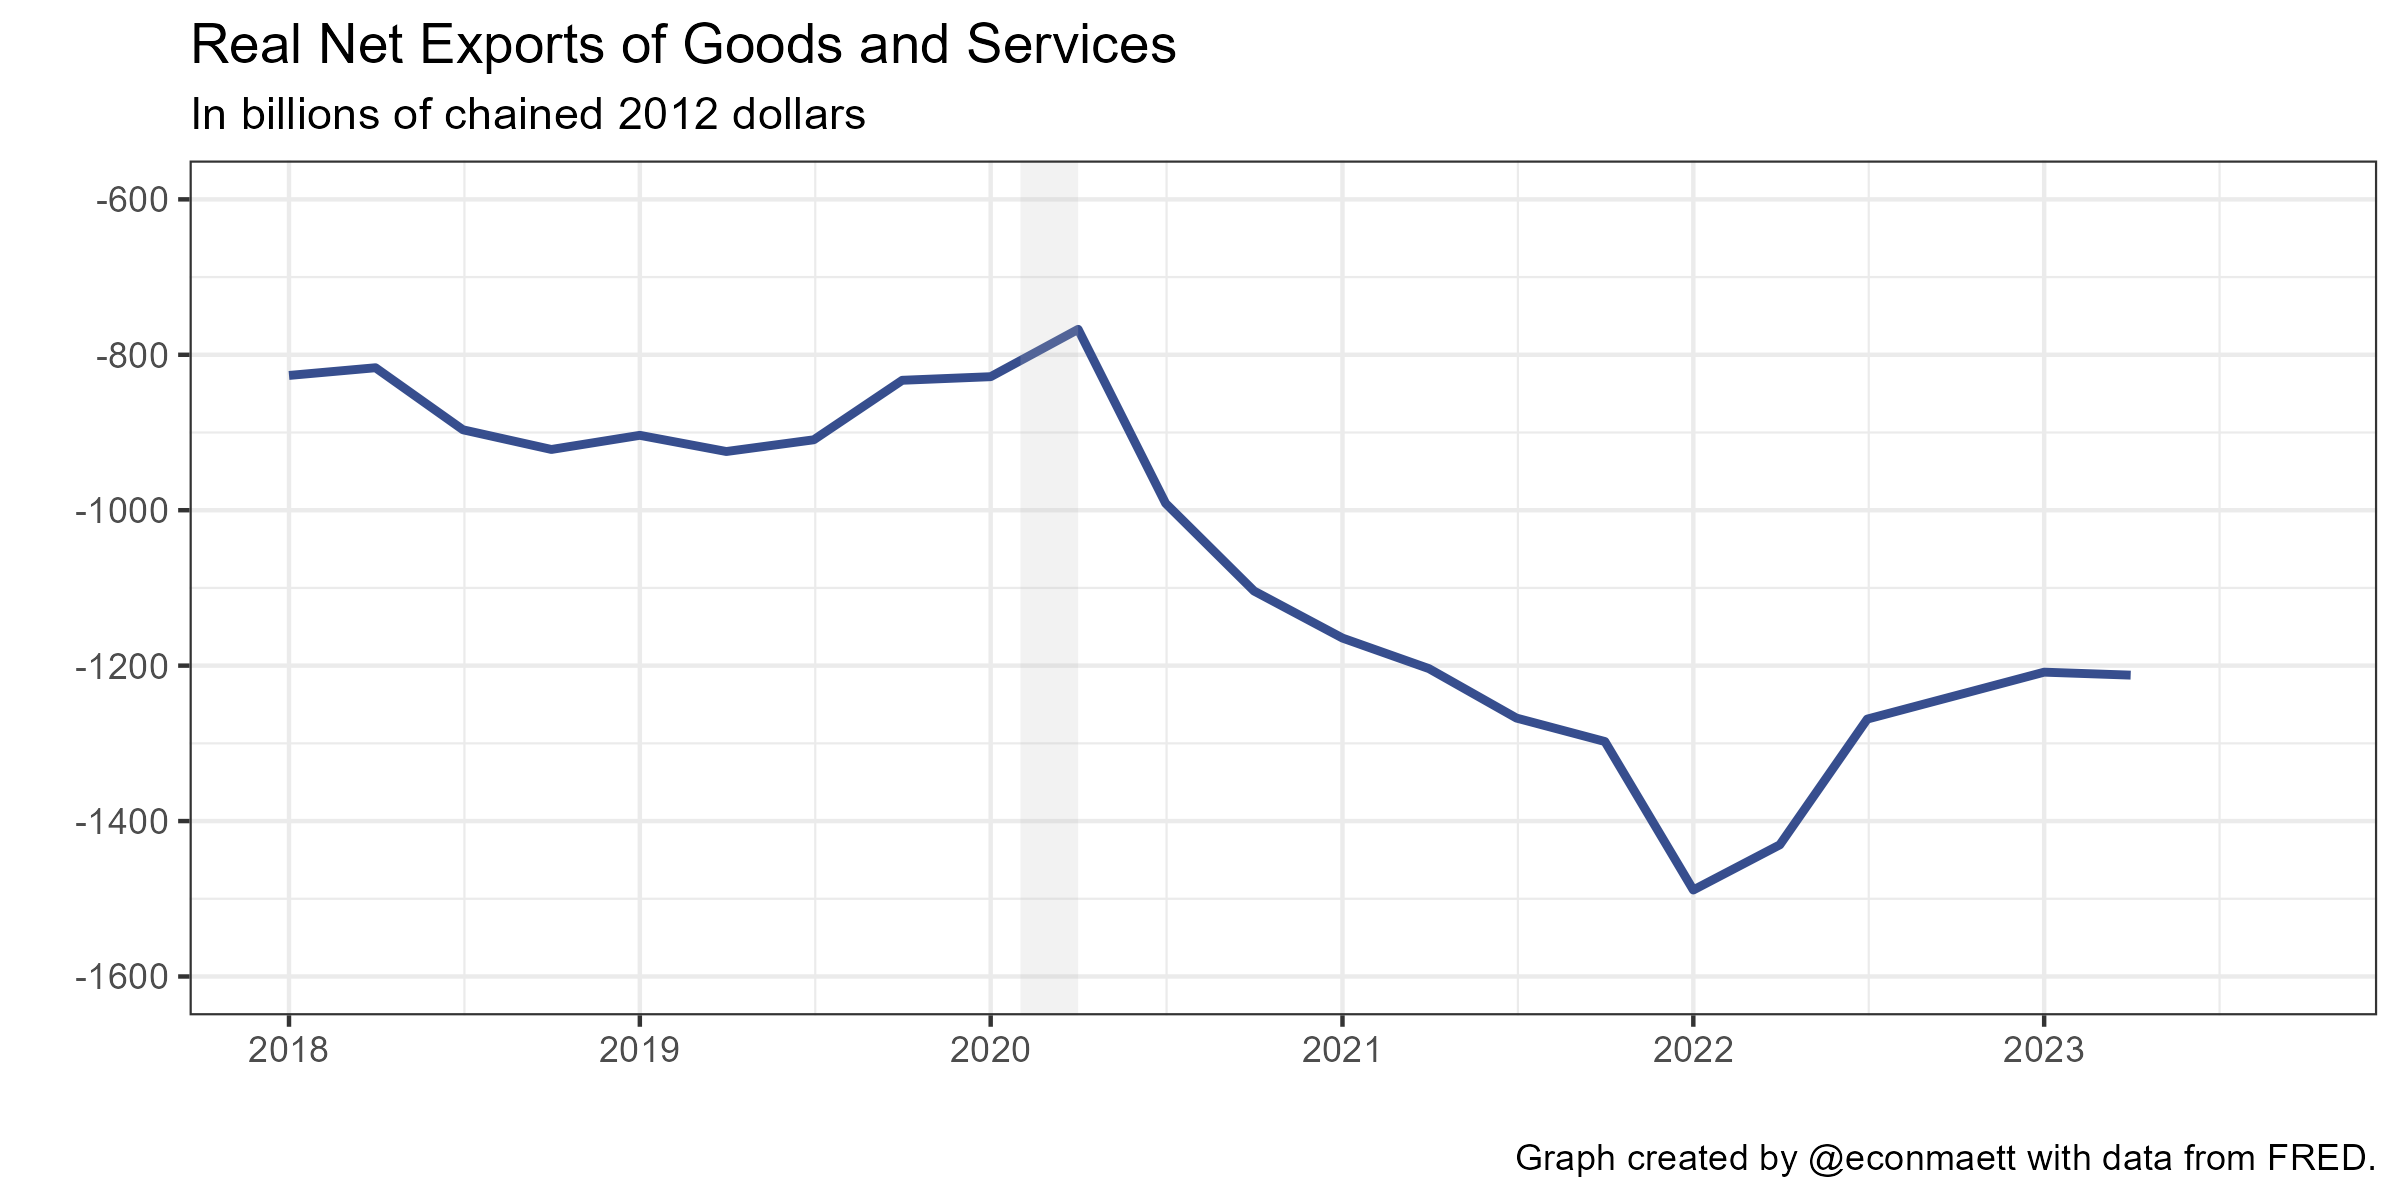 Real Net Exports of Goods and Services
In billions of chained 2012 dollars
-600
-800
-1000
-1200
-1400
-1600
2018 2019 2020 2021 2022 2023
Graph created by @econmaett with data from FRED.